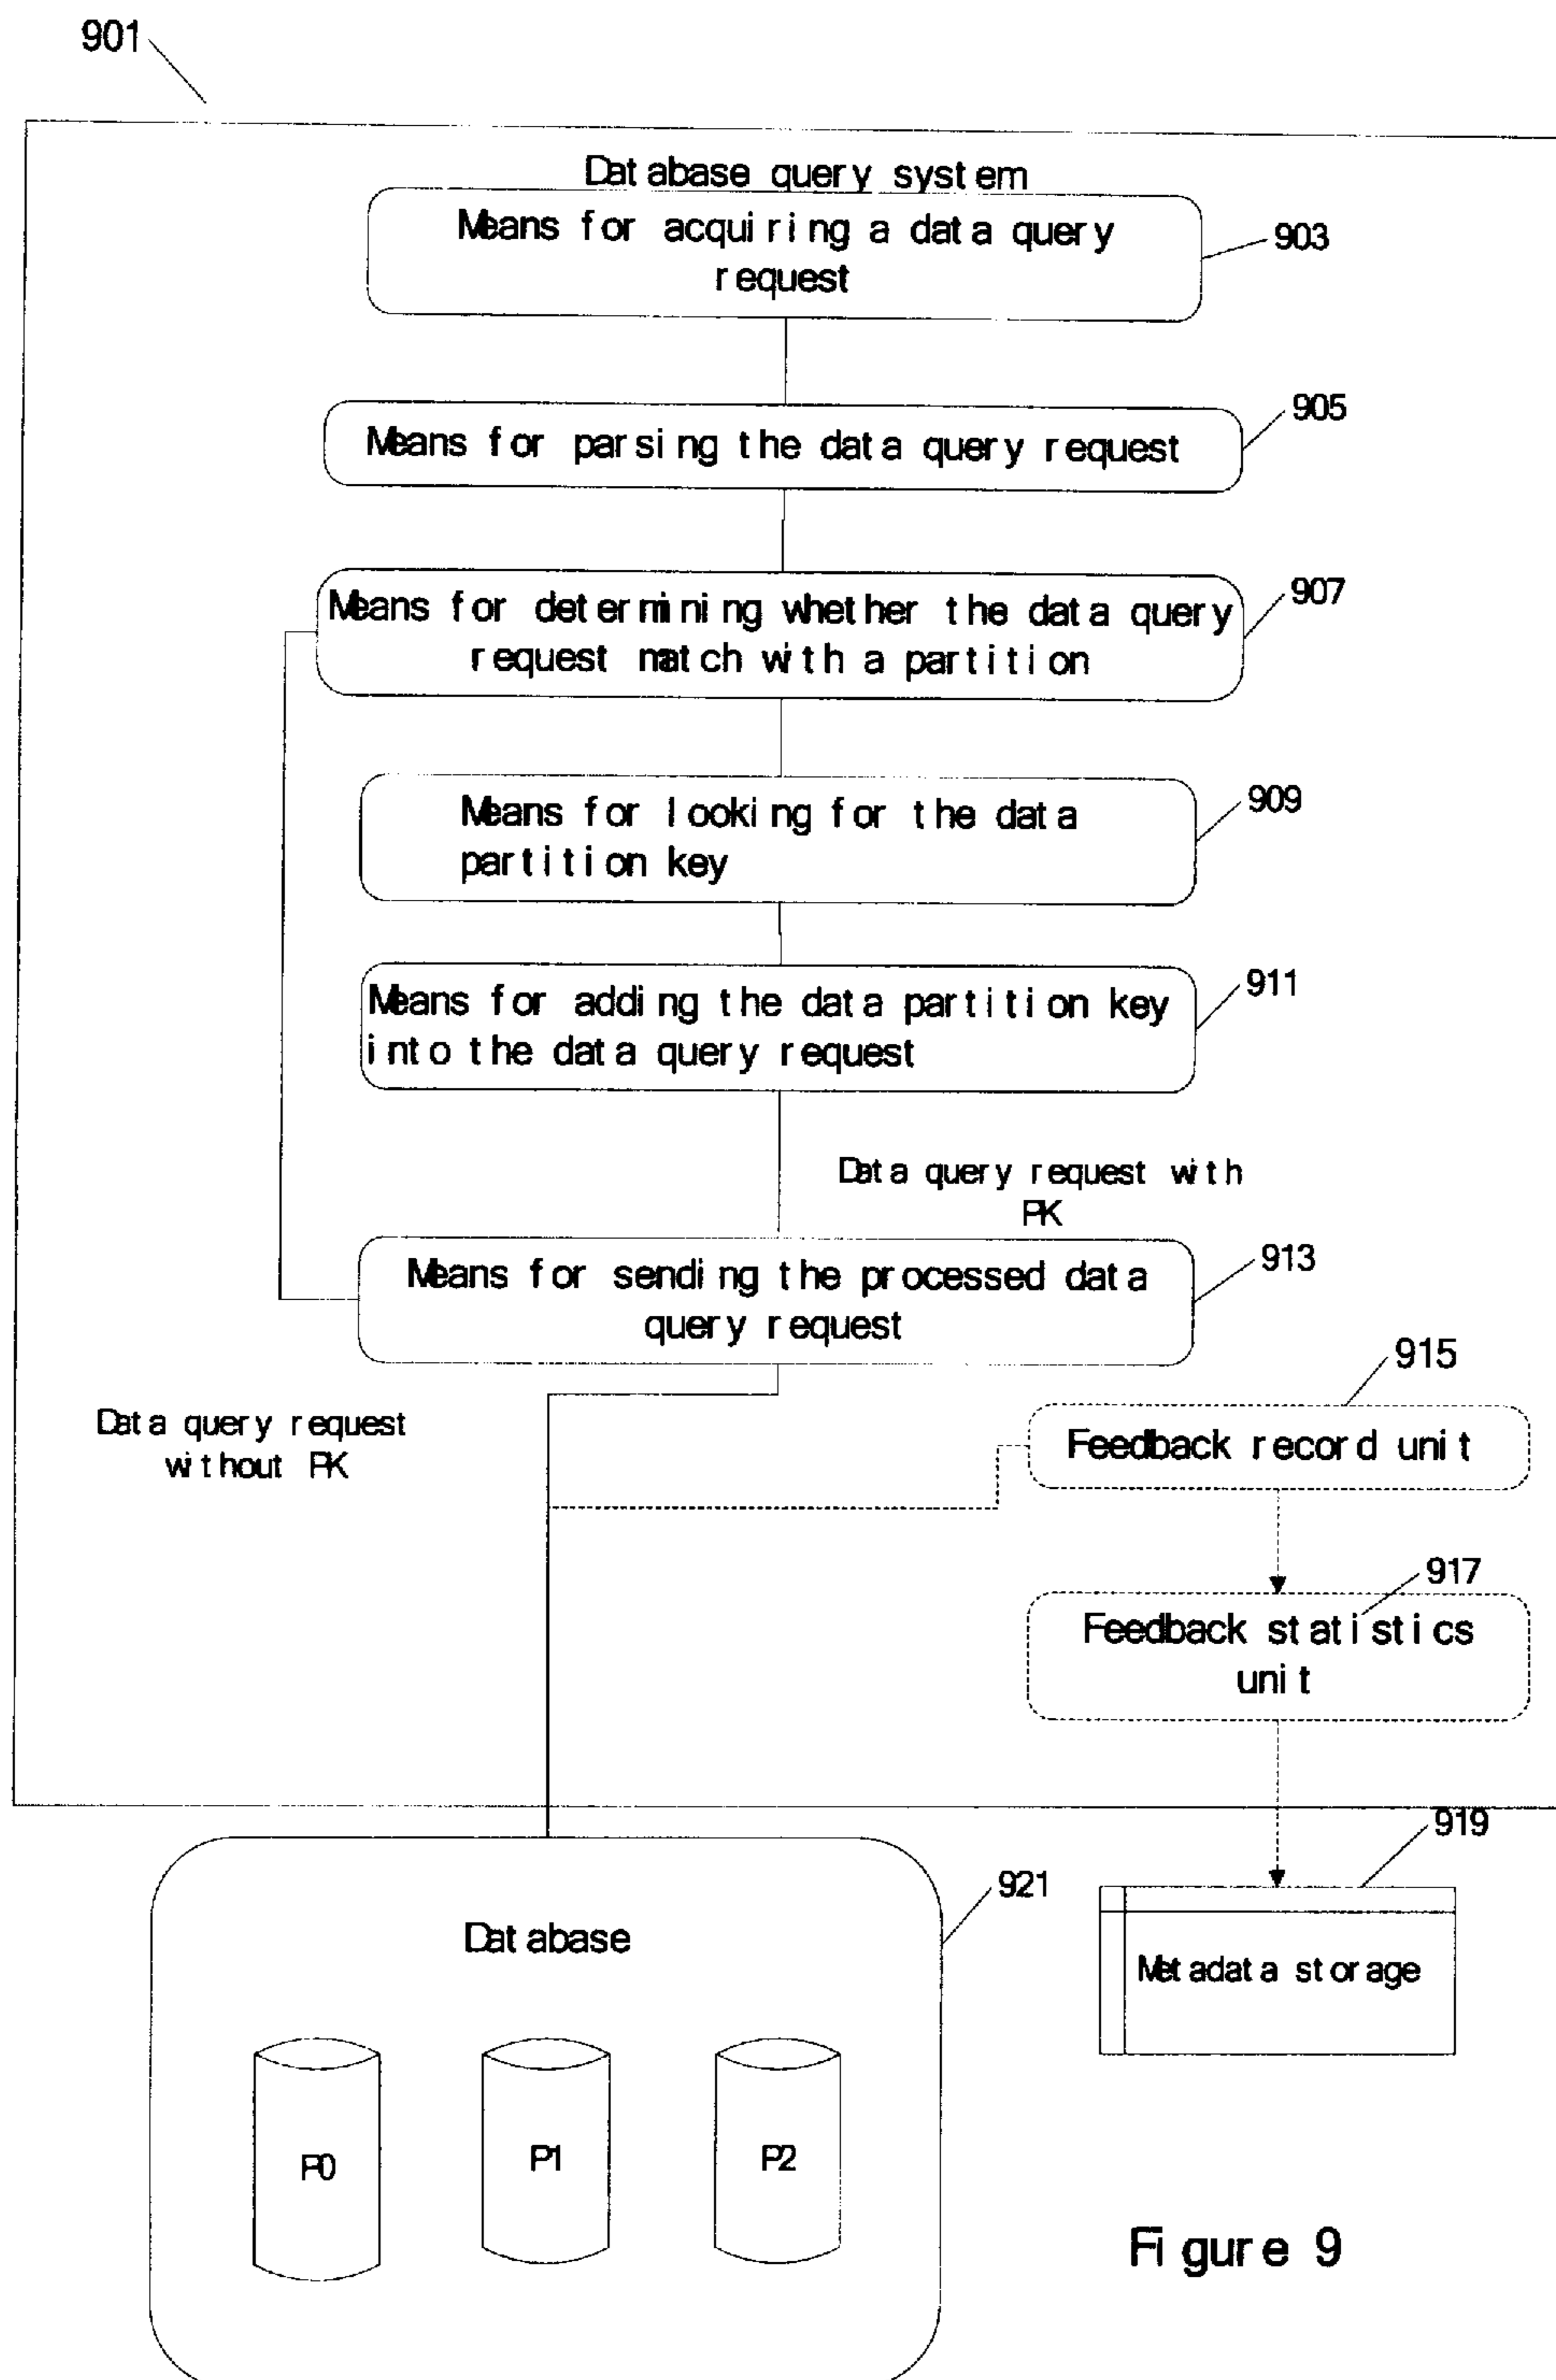 901
Database query system
Means for acquiring a data query
request
903
Means for parsing the data query request
905
Means for determining whether the data query
request match with a partition
907
Means for looking for the data
partition key
909
Means for adding the data partition key
into the data query request
911
Data query request with
PK
Means for sending the processed data
query request
913
Data query request
without PK
915
Feedback record unit
917
Feedback statistics
unit
919
Metadata storage
921
Database
P0
P1
P2
Figure 9